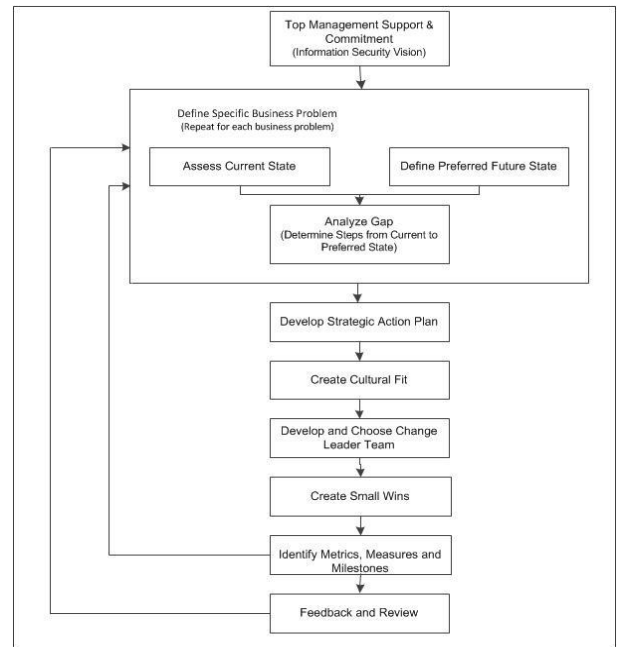 Top Management Support &
Commitment
(Information Security Vision)
Define Specific Business Problem
(Repeat for each business problem)
Assess Current State
Define Preferred Future State
Analyze Gap
(Determine Steps from Current to
Preferred State)
Develop Strategic Action Plan
Create Cultural Fit
Develop and Choose Change
Leader Team
Create Small Wins
Identify Metrics, Measures and
Milestones
Feedback and Review